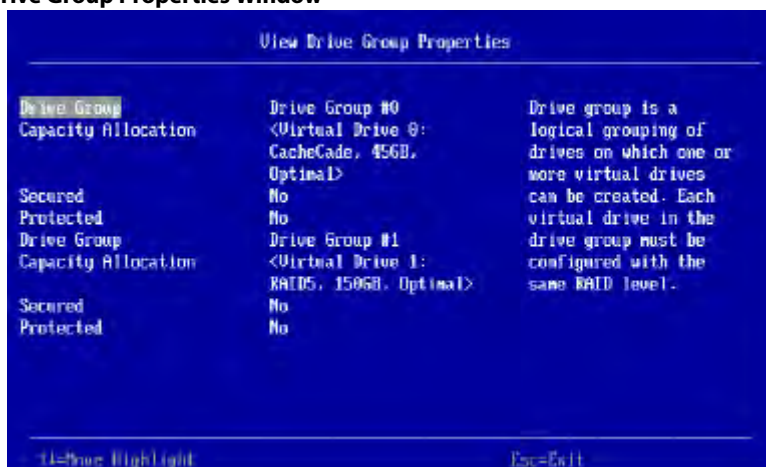 rive Group Properties window
View Drive Group Properties
Drive Group Drive Group #0
Capacity Allocation <Virtual Drive 0:
CacheCade, 45GB,
Optimal>
Secured No
Protected No
Drive Group Drive Group #1
Capacity Allocation <Virtual Drive 1:
RAID5, 150GB, Optimal>
Secured No
Protected No
Drive group is a
logical grouping of
drives on which one or
more virtual drives
can be created. Each
virtual drive in the
drive group must be
configured with the
same RAID level.
↑↓=Move Highlight Esc=Exit